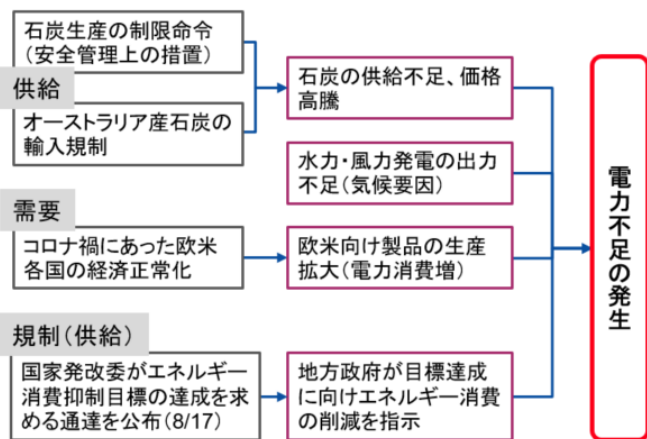 石炭生産の制限命令
（安全管理上の措置）
供給
オーストラリア産石炭の
輸入規制
石炭の供給不足、価格
高騰
水力・風力発電の出力
不足（気候要因）
需要
コロナ禍にあった欧米
各国の経済正常化
欧米向け製品の生産
拡大（電力消費増）
規制（供給）
国家発改委がエネルギー
消費抑制目標の達成を求
める通達を公布（8/17）
地方政府が目標達成
に向けエネルギー消費
の削減を指示
電力不足の発生